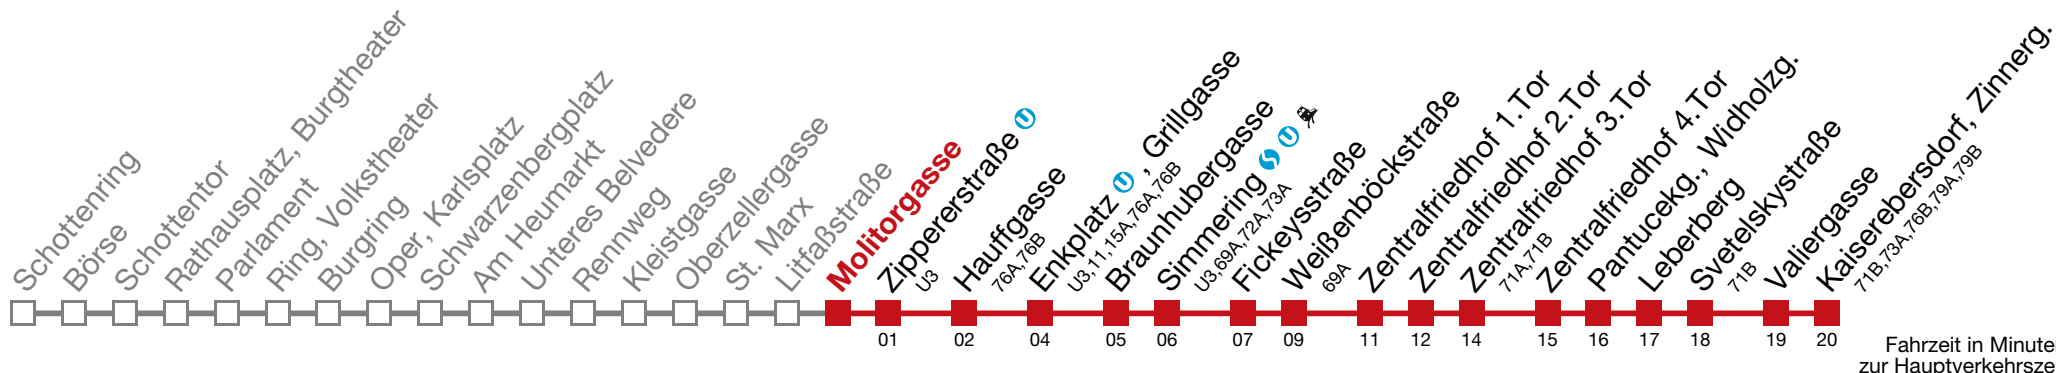 Schottenring
Börse
Schottentor
Rathausplatz, Burgtheater
Parlament
Ring, Volkstheater
Burgring
Oper, Karlsplatz
Schwarzenbergplatz
Am Heumarkt
Unteres Belvedere
Rennweg
Kleistgasse
Oberzellergasse
St. Marx
Litfaßstraße
Molitorgasse
Zippererstraße U
U3
Hauffgasse
76A,76B
Enkplatz U , Grillgasse
U3,11,15A,76A,76B
Braunhubergasse
Simmering S U
U3,69A,72A,73A
Fickeysstraße
Weißenböckstraße
69A
Zentralfriedhof 1.Tor
Zentralfriedhof 2.Tor
Zentralfriedhof 3.Tor
71A,71B
Zentralfriedhof 4.Tor
Pantucekg., Widholzg.
Leberberg
Svetelskystraße
71B
Valiergasse
Kaiserebersdorf, Zinnerg.
71B,73A,76B,79A,79B
01 02 04 05 06 07 09 11 12 14 15 16 17 18 19 20
Fahrzeit in Minuten
zur Hauptverkehrsze